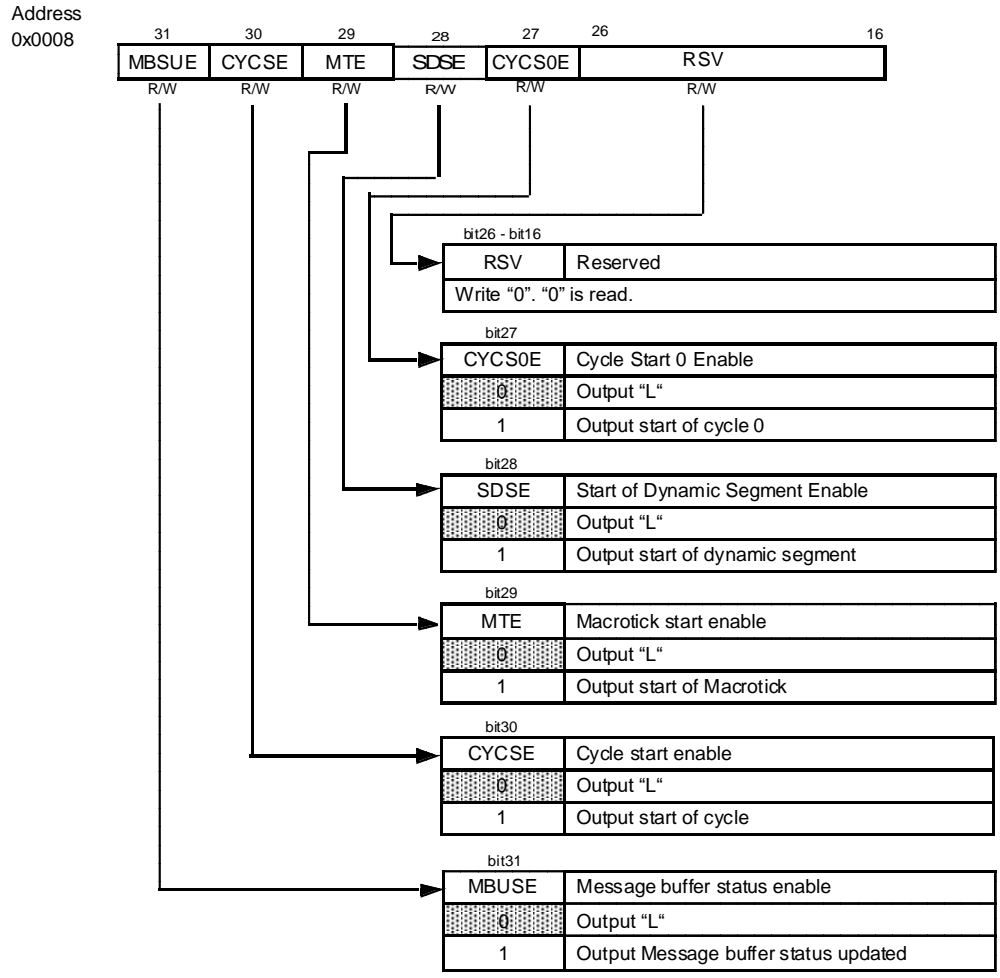 Address
0x0008
31 30 29 28 27 26 16
MBSUE CYCSE MTE SDSE CYCS0E RSV
R/W R/W R/W R/W R/W R/W
bit26 - bit16
RSV Reserved
Write “0”. “0” is read.
bit27
CYCS0E Cycle Start 0 Enable
0 Output “L“
1 Output start of cycle 0
bit28
SDSE Start of Dynamic Segment Enable
0 Output “L“
1 Output start of dynamic segment
bit29
MTE Macrotick start enable
0 Output “L“
1 Output start of Macrotick
bit30
CYCSE Cycle start enable
0 Output “L“
1 Output start of cycle
bit31
MBUSE Message buffer status enable
0 Output “L“
1 Output Message buffer status updated